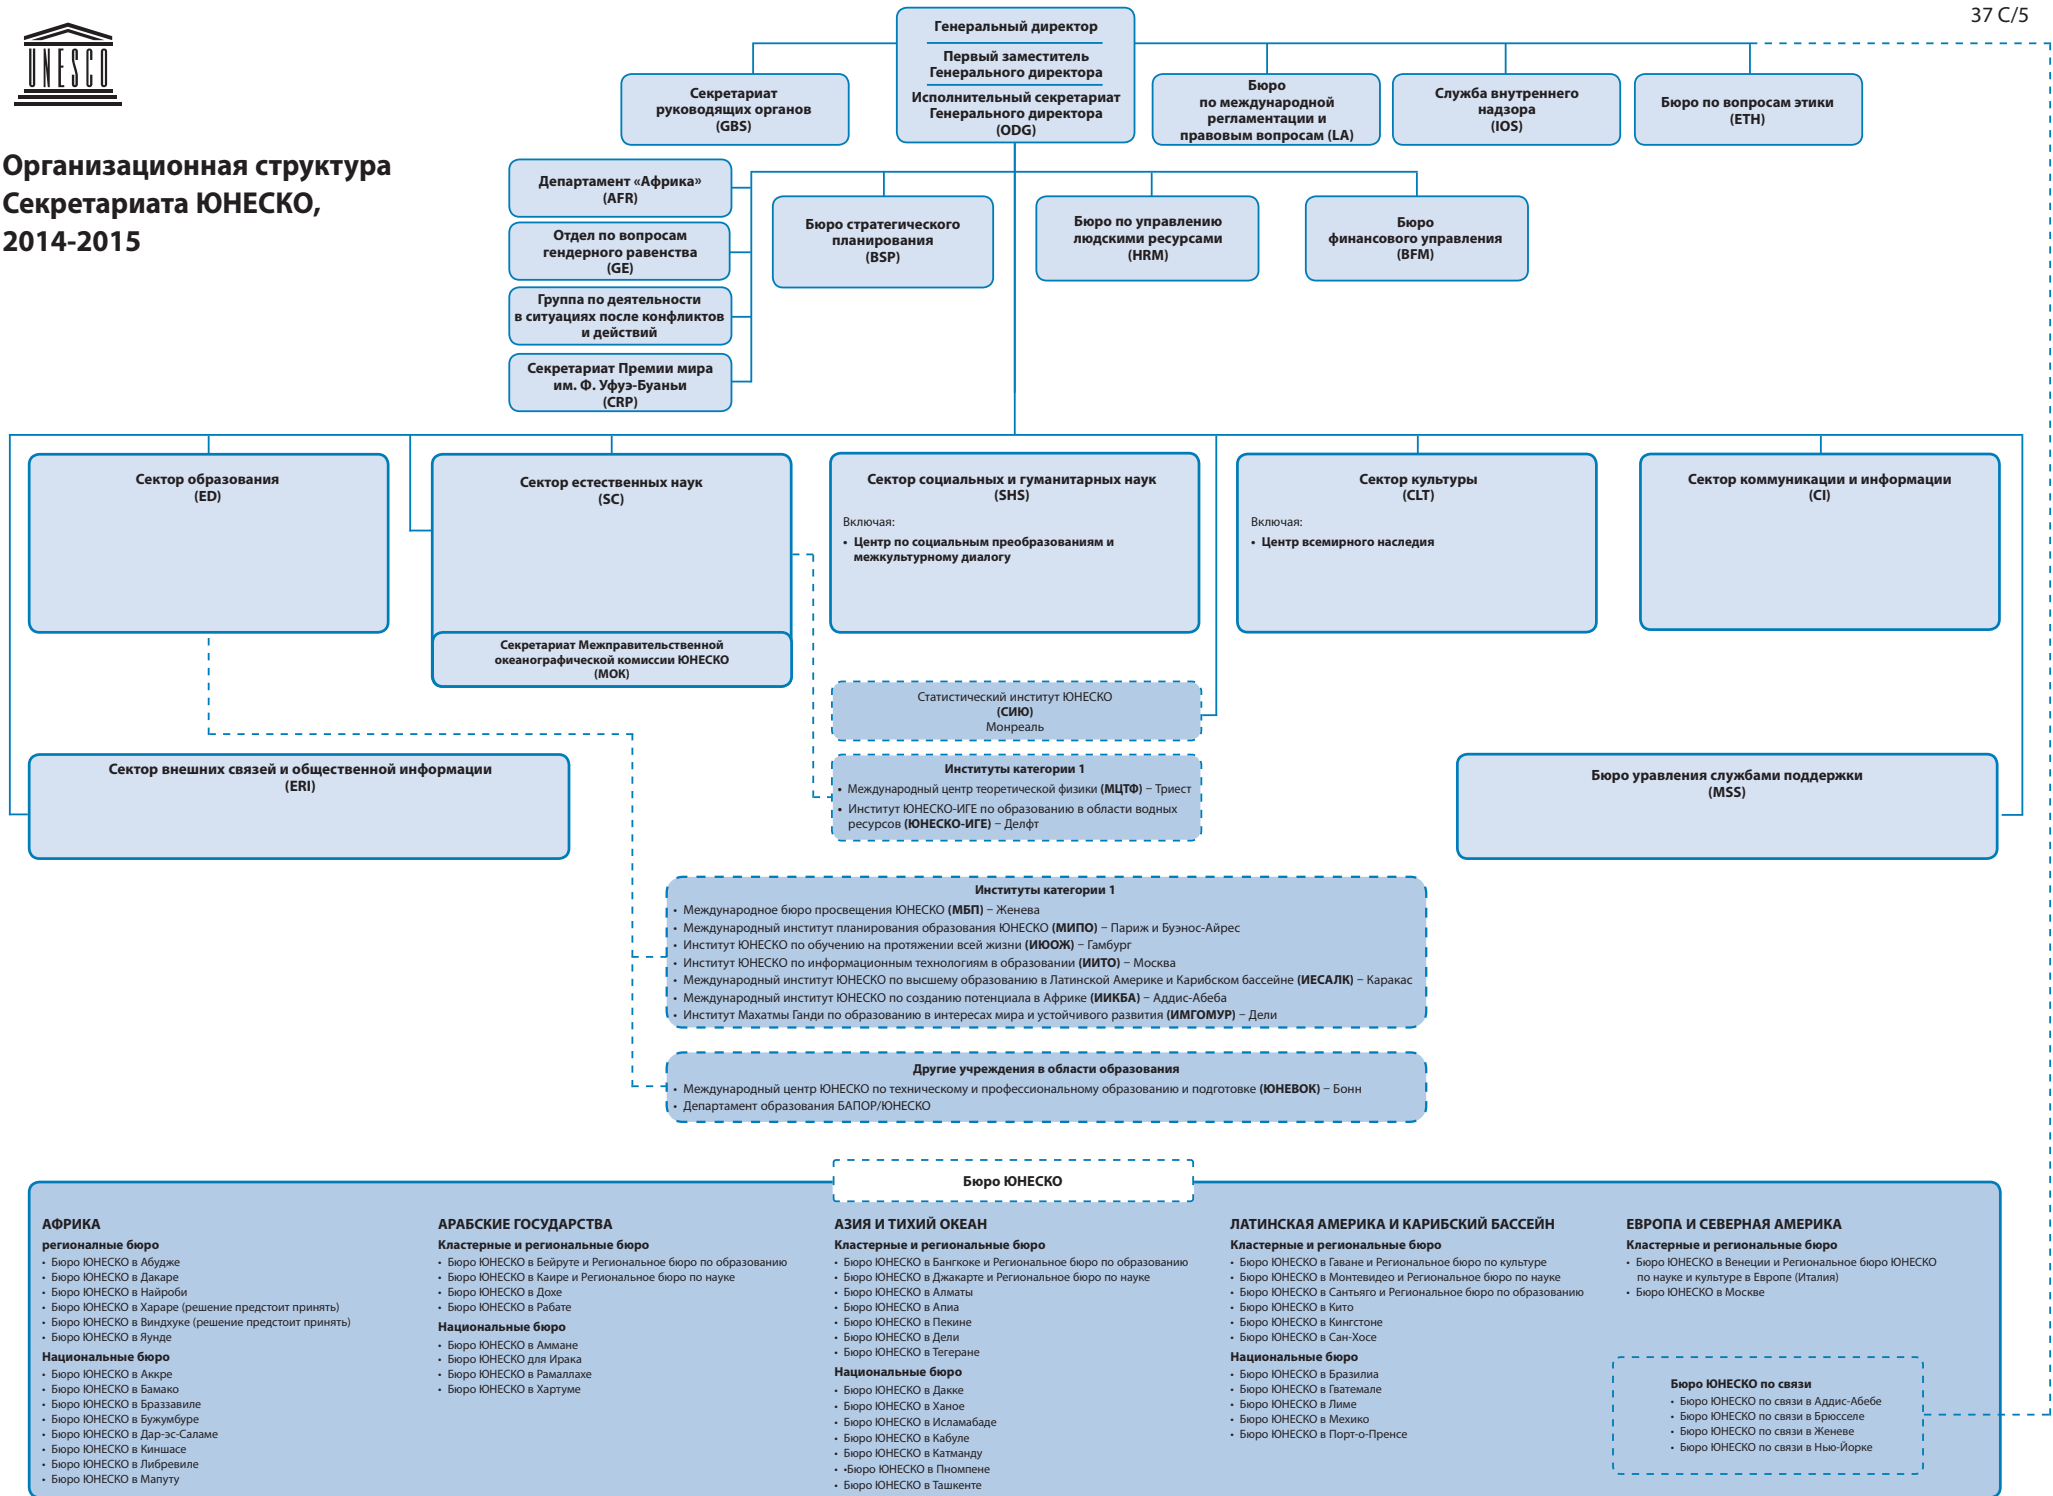 37 C/5
UNESCO
Организационная структура
Секретариата ЮНЕСКО,
2014-2015
Генеральный директор
Первый заместитель
Генерального директора
Исполнительный секретариат
Генерального директора
(ODG)
Секретариат
руководящих органов
(GBS)
Бюро
по международной
регламентации и
правовым вопросам (LA)
Служба внутреннего
надзора
(IOS)
Бюро по вопросам этики
(ETH)
Департамент «Африка»
(AFR)
Отдел по вопросам
гендерного равенства
(GE)
Группа по деятельности
в ситуациях после конфликтов
и действий
Секретариат Премии мира
им. Ф. Уфуэ-Буаньи
(CRP)
Бюро стратегического
планирования
(BSP)
Бюро по управлению
людскими ресурсами
(HRM)
Бюро
финансового управления
(BFM)
Сектор образования
(ED)
Сектор естественных наук
(SC)
Секретариат Межправительственной
океанографической комиссии ЮНЕСКО
(МОК)
Сектор социальных и гуманитарных наук
(SHS)
Включая:
• Центр по социальным преобразованиям и
межкультурному диалогу
Сектор культуры
(CLT)
Включая:
• Центр всемирного наследия
Сектор коммуникации и информации
(CI)
Статистический институт ЮНЕСКО
(СИЮ)
Монреаль
Сектор внешних связей и общественной информации
(ERI)
Институты категории 1
• Международный центр теоретической физики (МЦТФ) – Триест
• Институт ЮНЕСКО-ИГЕ по образованию в области водных
ресурсов (ЮНЕСКО-ИГЕ) – Делфт
Бюро уравления службами поддержки
(MSS)
Институты категории 1
• Международное бюро просвещения ЮНЕСКО (МБП) – Женева
• Международный институт планирования образования ЮНЕСКО (МИПО) – Париж и Буэнос-Айрес
• Институт ЮНЕСКО по обучению на протяжении всей жизни (ИЮОЖ) – Гамбург
• Институт ЮНЕСКО по информационным технологиям в образовании (ИИТО) – Москва
• Международный институт ЮНЕСКО по высшему образованию в Латинской Америке и Карибском бассейне (ИЕСАЛК) – Каракас
• Международный институт ЮНЕСКО по созданию потенциала в Африке (ИИКБА) – Аддис-Абеба
• Институт Махатмы Ганди по образованию в интересах мира и устойчивого развития (ИМГОМУР) – Дели
Другие учреждения в области образования
• Международный центр ЮНЕСКО по техническому и профессиональному образованию и подготовке (ЮНЕВОК) – Бонн
• Департамент образования БАПОР/ЮНЕСКО
Бюро ЮНЕСКО
АФРИКА
регионалные бюро
• Бюро ЮНЕСКО в Абудже
• Бюро ЮНЕСКО в Дакаре
• Бюро ЮНЕСКО в Найроби
• Бюро ЮНЕСКО в Хараре (решение предстоит принять)
• Бюро ЮНЕСКО в Виндхуке (решение предстоит принять)
• Бюро ЮНЕСКО в Яунде
Национальные бюро
• Бюро ЮНЕСКО в Аккре
• Бюро ЮНЕСКО в Бамако
• Бюро ЮНЕСКО в Браззавиле
• Бюро ЮНЕСКО в Бужумбуре
• Бюро ЮНЕСКО в Дар-эс-Саламе
• Бюро ЮНЕСКО в Киншасе
• Бюро ЮНЕСКО в Либревиле
• Бюро ЮНЕСКО в Мапуту
АРАБСКИЕ ГОСУДАРСТВА
Кластерные и региональные бюро
• Бюро ЮНЕСКО в Бейруте и Региональное бюро по образованию
• Бюро ЮНЕСКО в Каире и Региональное бюро по науке
• Бюро ЮНЕСКО в Дохе
• Бюро ЮНЕСКО в Рабате
Национальные бюро
• Бюро ЮНЕСКО в Аммане
• Бюро ЮНЕСКО для Ирака
• Бюро ЮНЕСКО в Рамаллахе
• Бюро ЮНЕСКО в Хартуме
АЗИЯ И ТИХИЙ ОКЕАН
Кластерные и региональные бюро
• Бюро ЮНЕСКО в Бангкоке и Региональное бюро по образованию
• Бюро ЮНЕСКО в Джакарте и Региональное бюро по науке
• Бюро ЮНЕСКО в Алматы
• Бюро ЮНЕСКО в Апиа
• Бюро ЮНЕСКО в Пекине
• Бюро ЮНЕСКО в Дели
• Бюро ЮНЕСКО в Тегеране
Национальные бюро
• Бюро ЮНЕСКО в Дакке
• Бюро ЮНЕСКО в Ханое
• Бюро ЮНЕСКО в Исламабаде
• Бюро ЮНЕСКО в Кабуле
• Бюро ЮНЕСКО в Катманду
• •Бюро ЮНЕСКО в Пномпене
• Бюро ЮНЕСКО в Ташкенте
ЛАТИНСКАЯ АМЕРИКА И КАРИБСКИЙ БАССЕЙН
Кластерные и региональные бюро
• Бюро ЮНЕСКО в Гаване и Региональное бюро по культуре
• Бюро ЮНЕСКО в Монтевидео и Региональное бюро по науке
• Бюро ЮНЕСКО в Сантьяго и Региональное бюро по образованию
• Бюро ЮНЕСКО в Кито
• Бюро ЮНЕСКО в Кингстоне
• Бюро ЮНЕСКО в Сан-Хосе
Национальные бюро
• Бюро ЮНЕСКО в Бразилиа
• Бюро ЮНЕСКО в Гватемале
• Бюро ЮНЕСКО в Лиме
• Бюро ЮНЕСКО в Мехико
• Бюро ЮНЕСКО в Порт-о-Пренсе
ЕВРОПА И СЕВЕРНАЯ АМЕРИКА
Кластерные и региональные бюро
• Бюро ЮНЕСКО в Венеции и Региональное бюро ЮНЕСКО
по науке и культуре в Европе (Италия)
• Бюро ЮНЕСКО в Москве
Бюро ЮНЕСКО по связи
• Бюро ЮНЕСКО по связи в Аддис-Абебе
• Бюро ЮНЕСКО по связи в Брюсселе
• Бюро ЮНЕСКО по связи в Женеве
• Бюро ЮНЕСКО по связи в Нью-Йорке